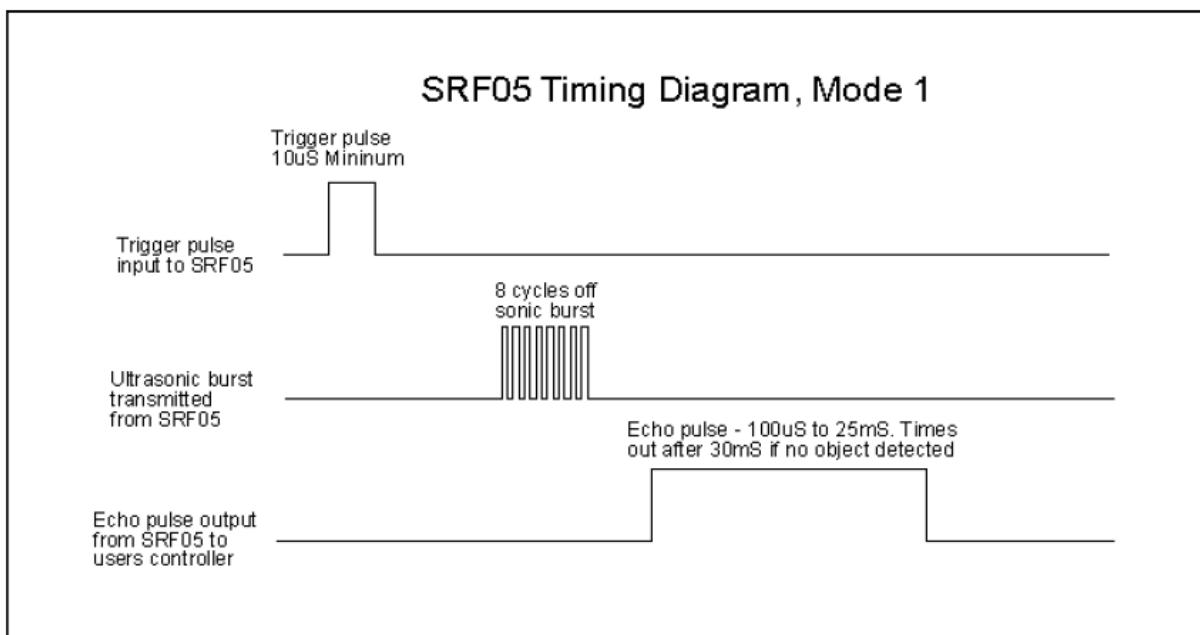 SRF05 Timing Diagram, Mode 1
Trigger pulse
10uS Mininum
Trigger pulse
input to SRF05
8 cycles off
sonic burst
Ultrasonic burst
transmitted
from SRF05
Echo pulse - 100uS to 25mS. Times
out after 30mS if no object detected
Echo pulse output
from SRF05 to
users controller